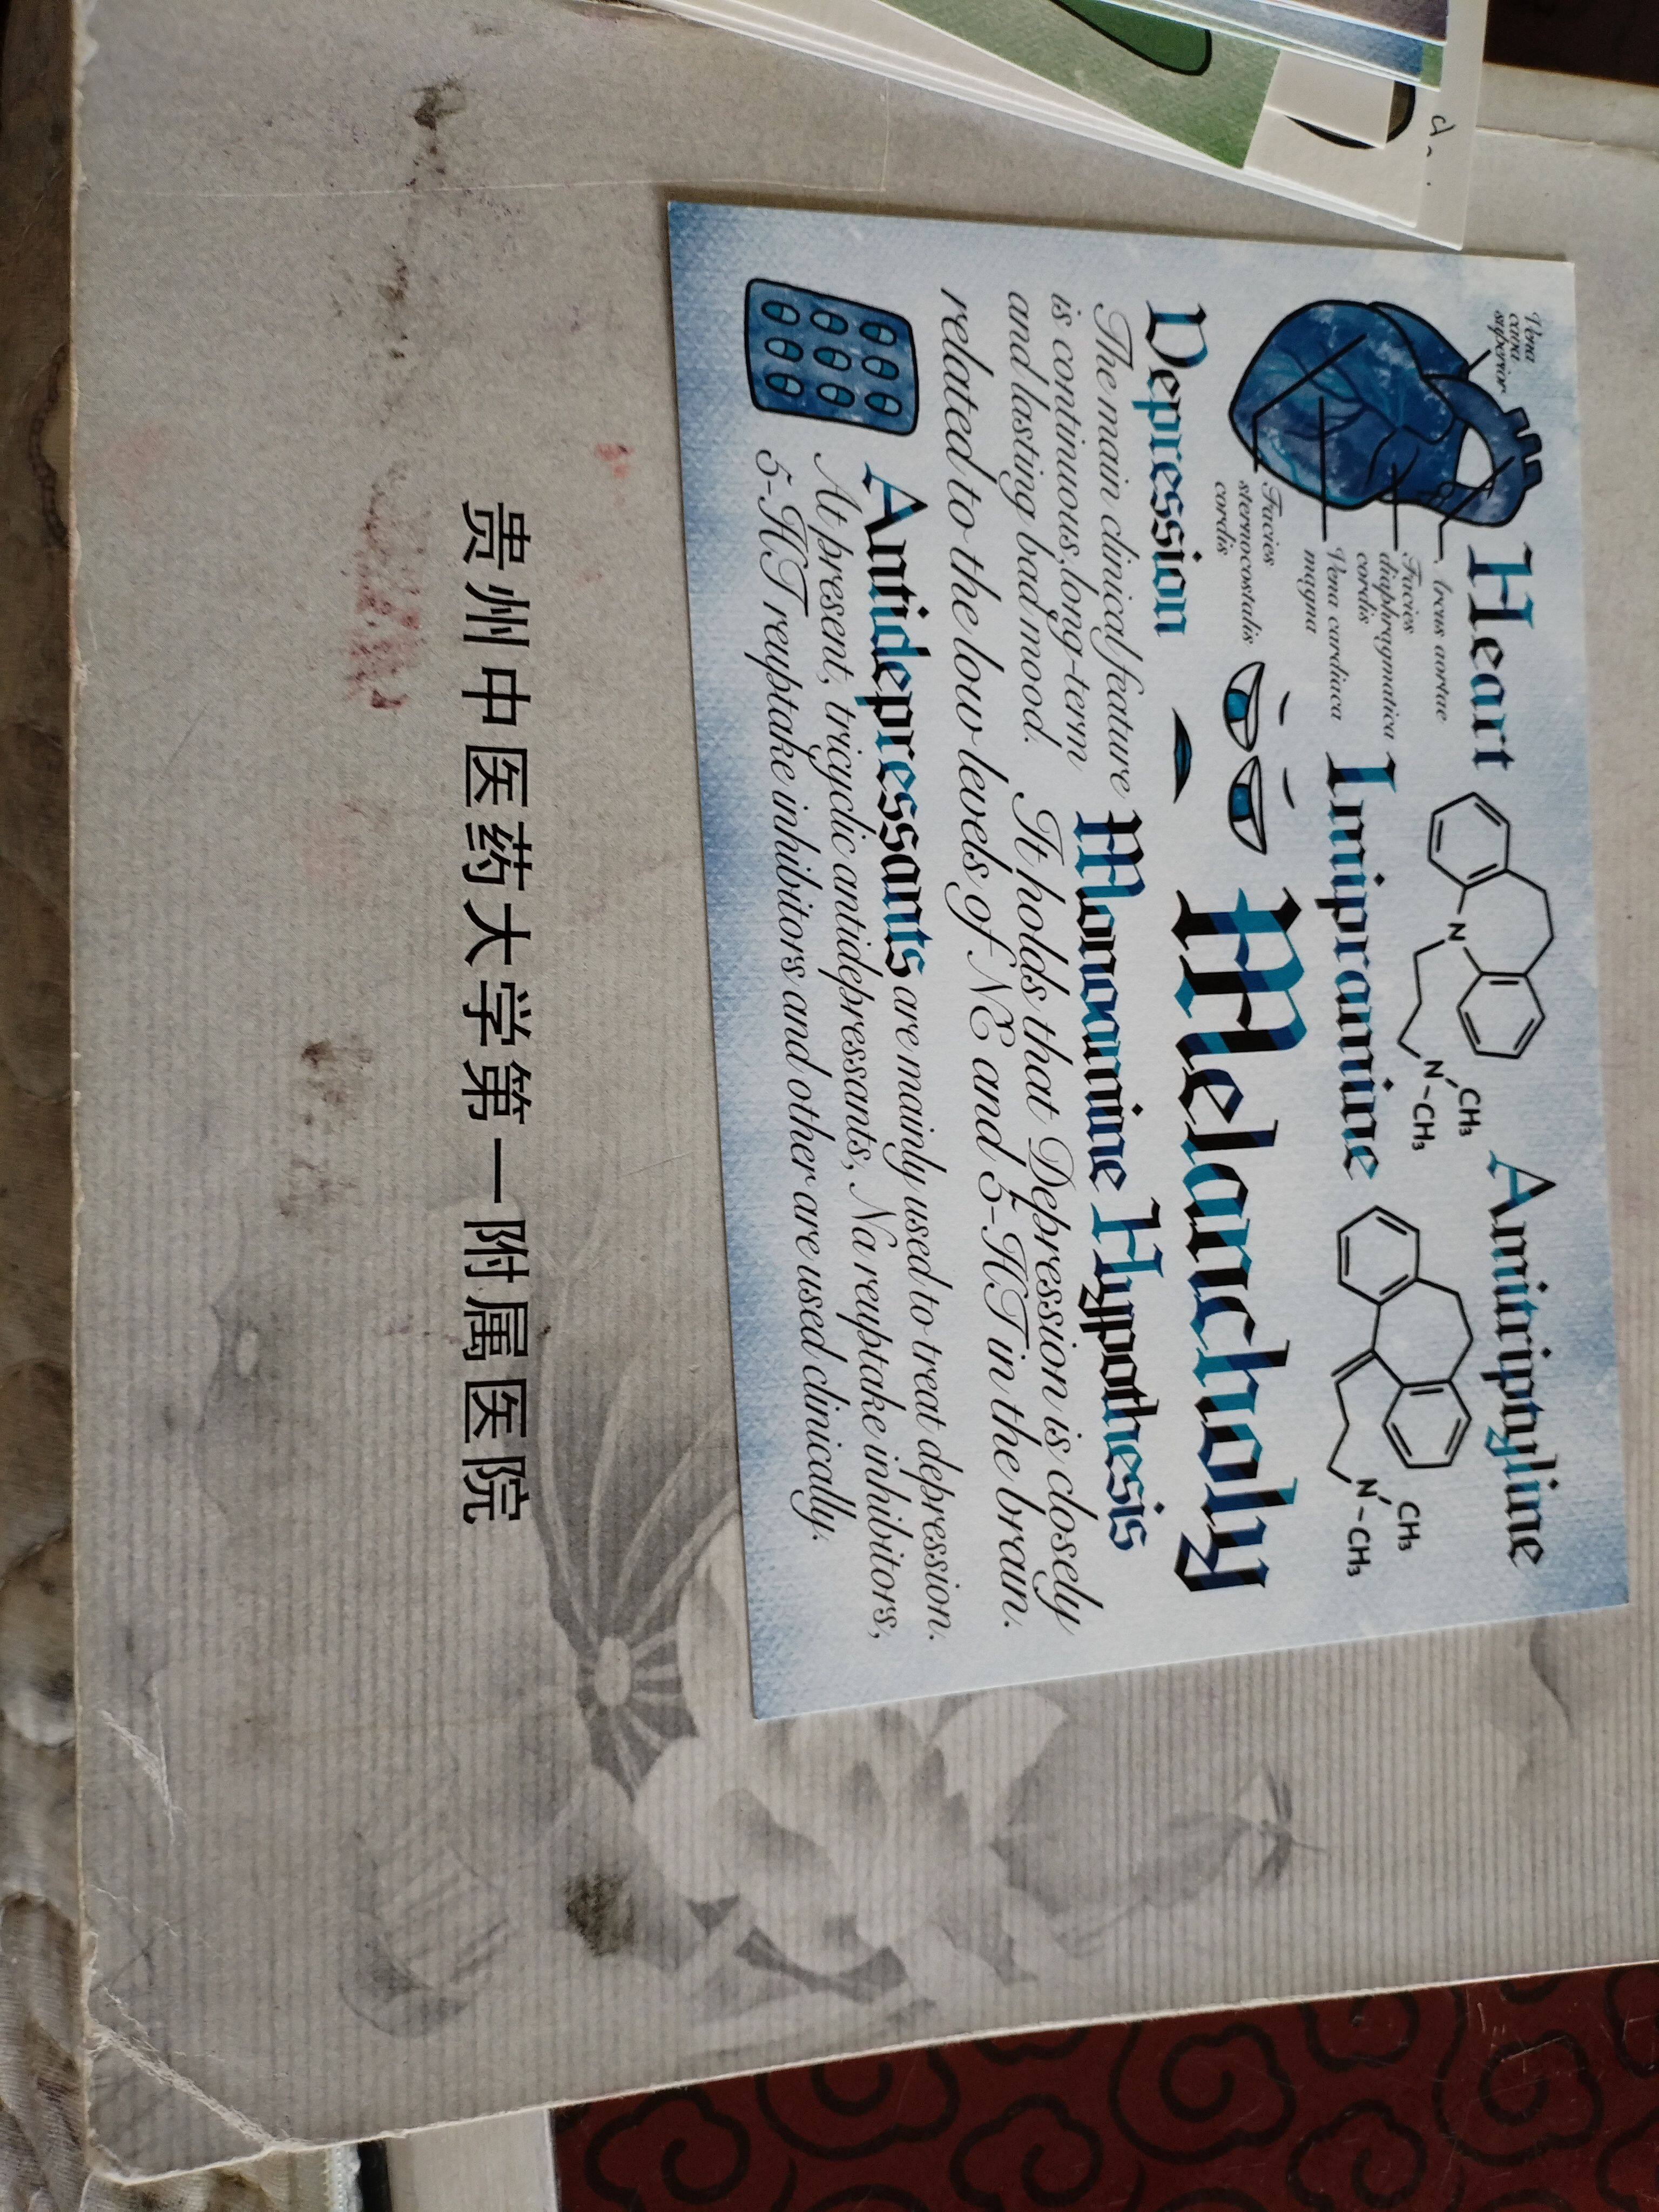 Heart
Vena
cava
superior
Arcus aortae
Facies
diaphragmatica
cordis
Vena cardiaca
magna
Facies
sternocostalis
cordis
N
N
CH₃
CH₃
Imipramine
Amitriptyline
N
CH₃
CH₃
Melancholy
Depression
The main clinical feature
is continuous,long-term
and lasting bad mood.
Monoamine Hypothesis
It holds that Depression is closely
related to the low levels of NE and 5-HT in the brain.
Antidepressants are mainly used to treat depression.
At present, tricyclic antidepressants, Na reuptake inhibitors,
5-HT reuptake inhibitors and other are used clinically.
贵州中医药大学第一附属医院